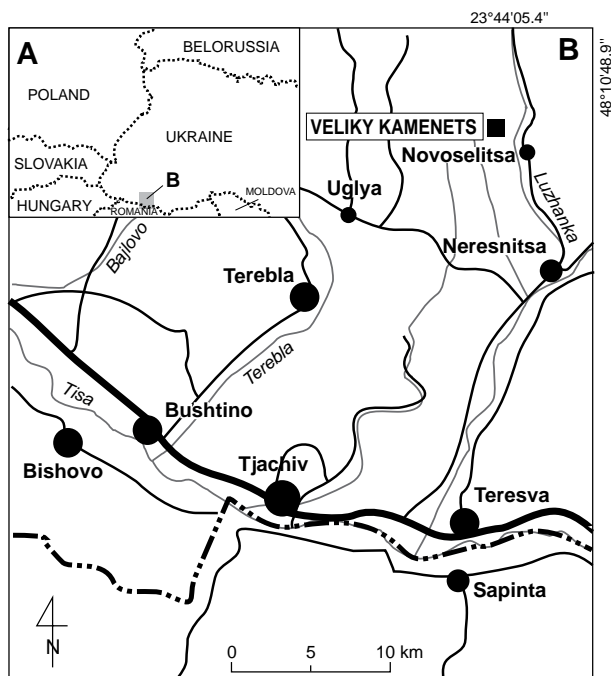 23°44'05.4"
48°10'48.9"
A
B
BELORUSSIA
POLAND
UKRAINE
SLOVAKIA
B
HUNGARY
MOLDOVA
ROMANIA
VELIKY KAMENETS
Novoselitsa
Uglya
Luzhanka
Bajlovo
Neresnitsa
Terebla
Terebla
Tisa
Bushtino
Bishovo
Tjachiv
Teresva
Sapinta
N
0 5 10 km